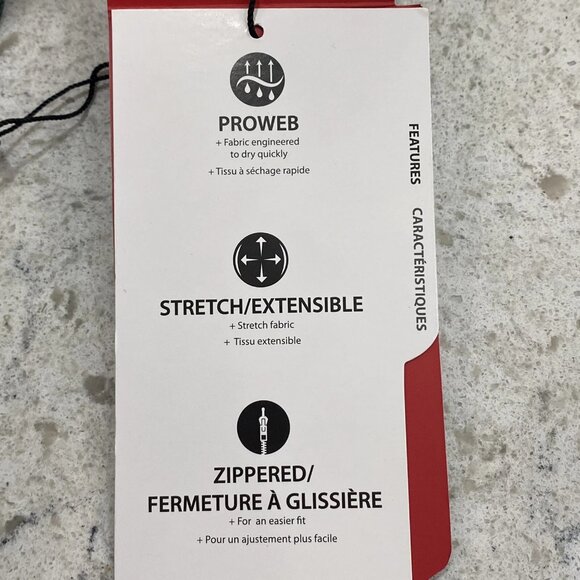 PROWEB
+ Fabric engineered
to dry quickly
+ Tissu à séchage rapide
STRETCH/EXTENSIBLE
+ Stretch fabric
+ Tissu extensible
ZIPPERED/
FERMETURE À GLISSIÈRE
+ For an easier fit
+ Pour un ajustement plus facile
FEATURES CARACTÉRISTIQUES